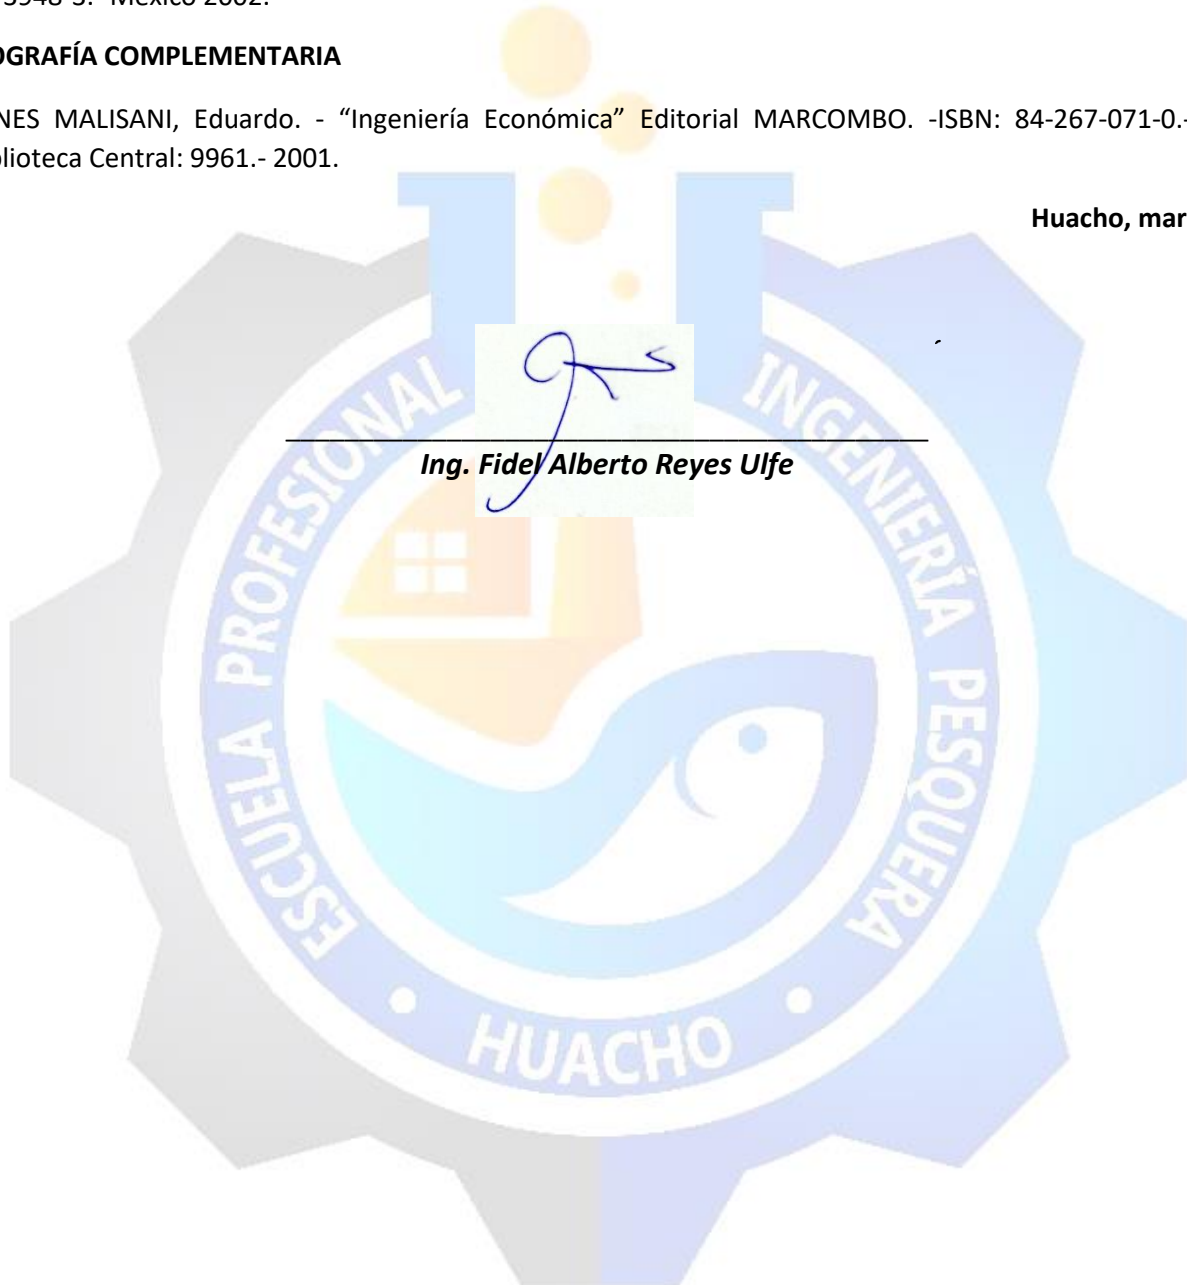 3948-3.- México 2002.
OGRAFÍA COMPLEMENTARIA
NES MALISANI, Eduardo. - “Ingeniería Económica” Editorial MARCOMBO. -ISBN: 84-267-071-0.-
blioteca Central: 9961.- 2001.
Huacho, mar
Ing. Fidel Alberto Reyes Ulfe
ESCUELA PROFESIONAL INGENIERÍA PESQUERA
• HUACHO •